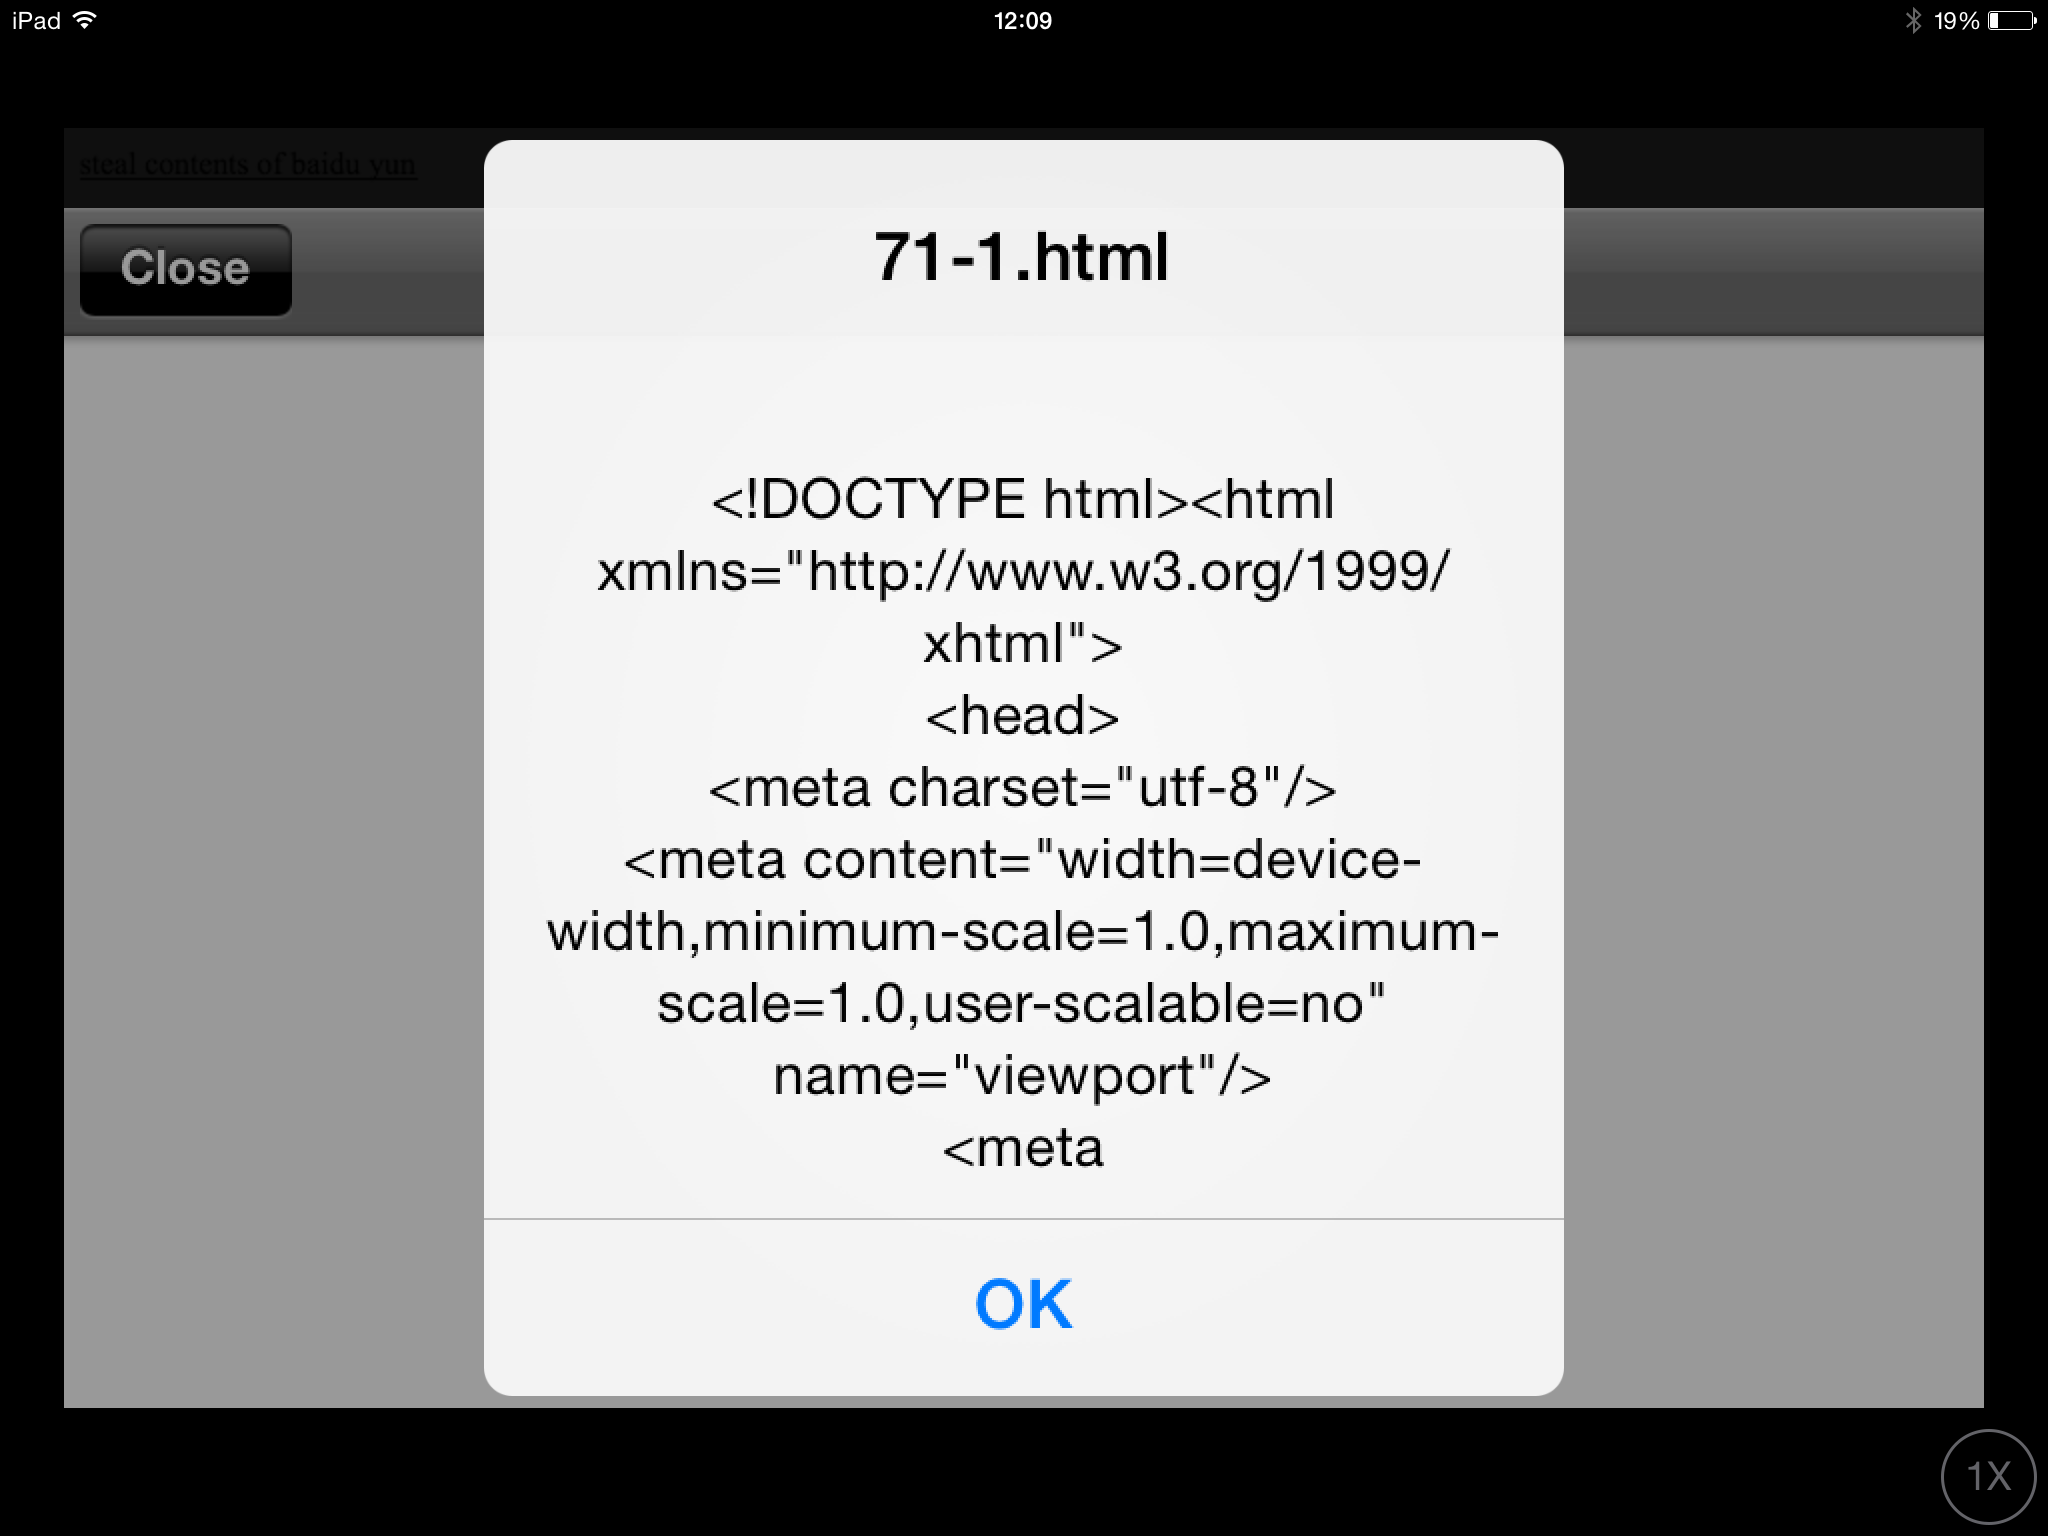 iPad 12:09 19%
steal contents of baidu yun
Close
71-1.html
<!DOCTYPE html><html
xmlns="http://www.w3.org/1999/
xhtml">
<head>
<meta charset="utf-8"/>
<meta content="width=device-
width,minimum-scale=1.0,maximum-
scale=1.0,user-scalable=no"
name="viewport"/>
<meta
OK
1X